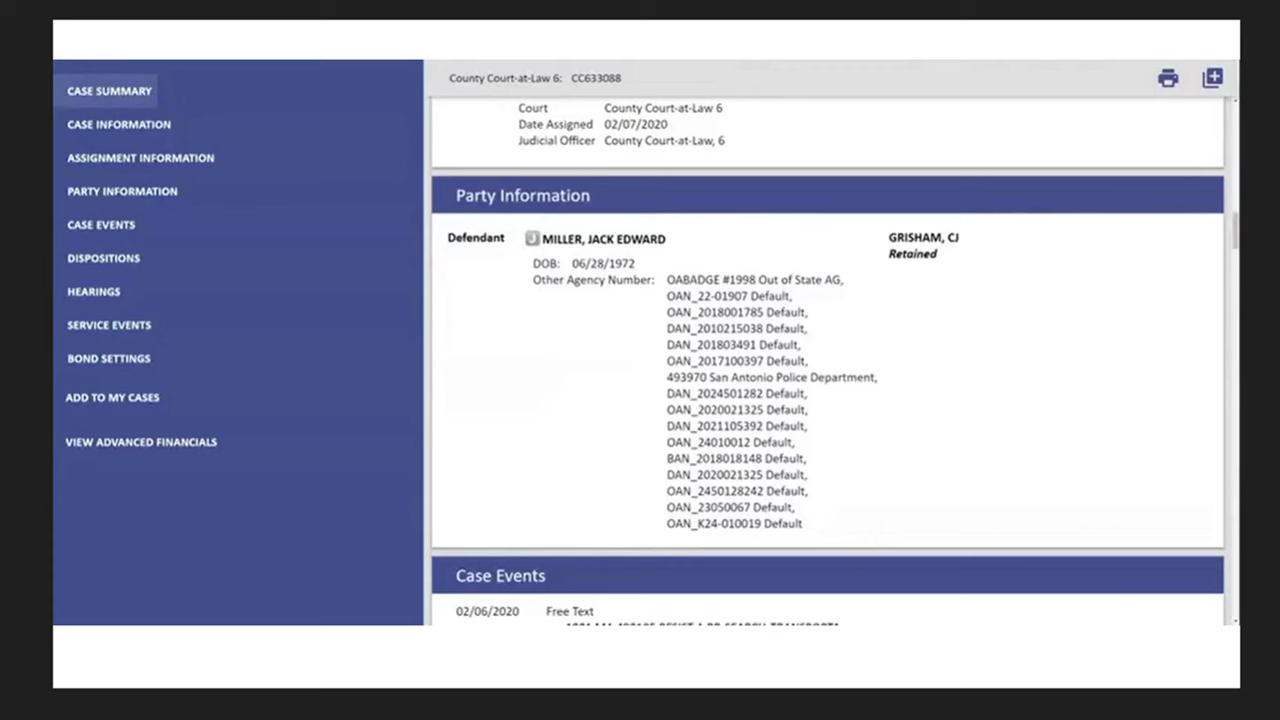 CASE SUMMARY
CASE INFORMATION
ASSIGNMENT INFORMATION
PARTY INFORMATION
CASE EVENTS
DISPOSITIONS
HEARINGS
SERVICE EVENTS
BOND SETTINGS
ADD TO MY CASES
VIEW ADVANCED FINANCIALS
County Court-at-Law 6: CC633088
Court County Court-at-Law 6
Date Assigned 02/07/2020
Judicial Officer County Court-at-Law, 6
Party Information
Defendant J MILLER, JACK EDWARD GRISHAM, CJ
Retained
DOB: 06/28/1972
Other Agency Number: OABADGE #1998 Out of State AG,
OAN_22-01907 Default,
OAN_2018001785 Default,
DAN_2010215038 Default,
DAN_201803491 Default,
OAN_2017100397 Default,
493970 San Antonio Police Department,
DAN_2024501282 Default,
OAN_2020021325 Default,
DAN_2021105392 Default,
OAN_24010012 Default,
BAN_2018018148 Default,
DAN_2020021325 Default,
OAN_2450128242 Default,
OAN_23050067 Default,
OAN_K24-010019 Default
Case Events
02/06/2020 Free Text